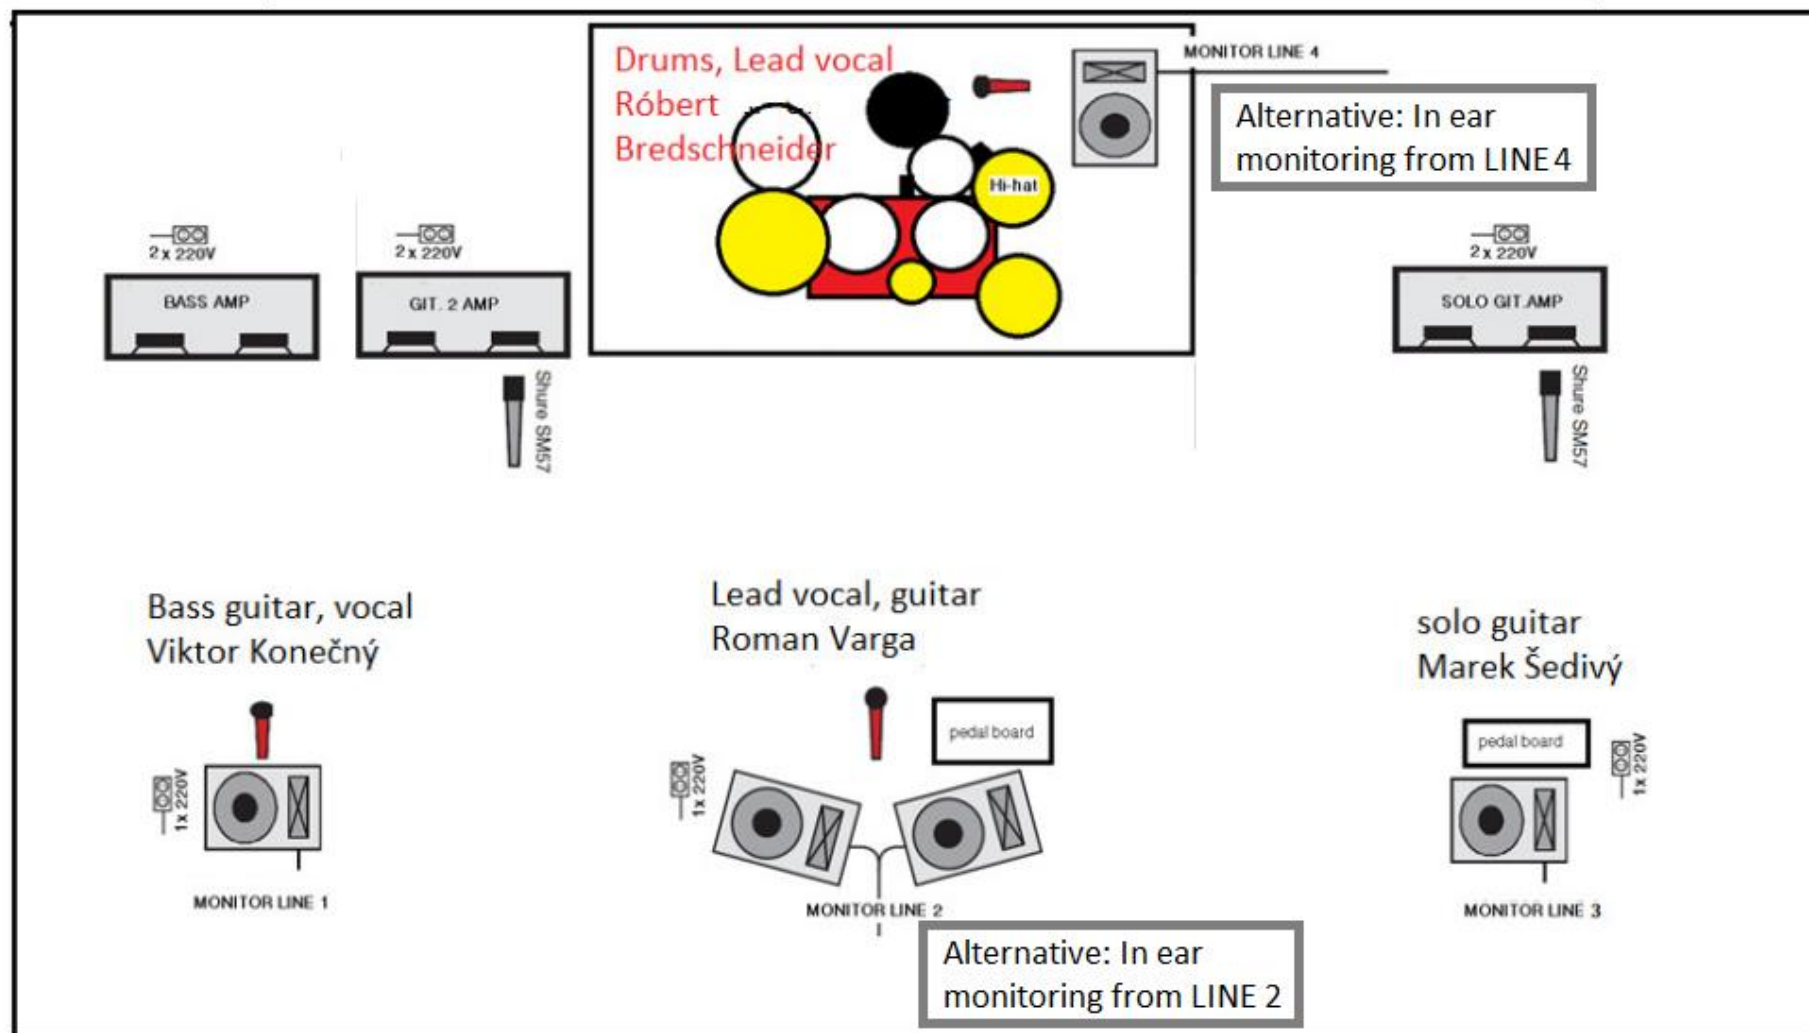 Drums, Lead vocal
Róbert
Bredschneider
MONITOR LINE 4
Alternative: In ear
monitoring from LINE 4
Hi-hat
2 x 220V
BASS AMP
2 x 220V
GIT. 2 AMP
Shure SM57
2 x 220V
SOLO GIT.AMP
Shure SM57
Bass guitar, vocal
Viktor Konečný
1x 220V
MONITOR LINE 1
Lead vocal, guitar
Roman Varga
pedal board
1x 220V
MONITOR LINE 2
Alternative: In ear
monitoring from LINE 2
solo guitar
Marek Šedivý
pedal board
1x 220V
MONITOR LINE 3